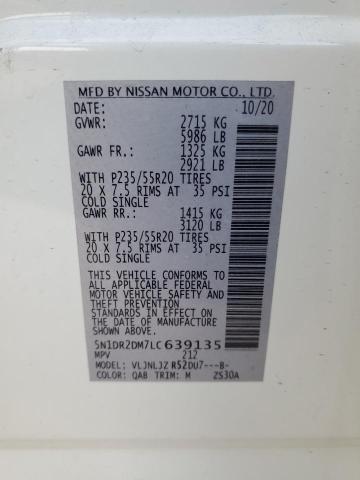 MFD BY NISSAN MOTOR CO., LTD.
DATE: 10/20
GVWR: 2715 KG
5986 LB
GAWR FR.: 1325 KG
2921 LB
WITH P235/55R20 TIRES
20 X 7.5 RIMS AT 35 PSI
COLD SINGLE
GAWR RR.: 1415 KG
3120 LB
WITH P235/55R20 TIRES
20 X 7.5 RIMS AT 35 PSI
COLD SINGLE
THIS VEHICLE CONFORMS TO
ALL APPLICABLE FEDERAL
MOTOR VEHICLE SAFETY
STANDARDS IN EFFECT ON
THE DATE OF MANUFACTURE
SHOWN ABOVE.
5N1DR2DM7LC639135
MPV 212
MODEL: VLJNLJZ R52DU7---B-
COLOR: QAB TRIM: M ZS30A